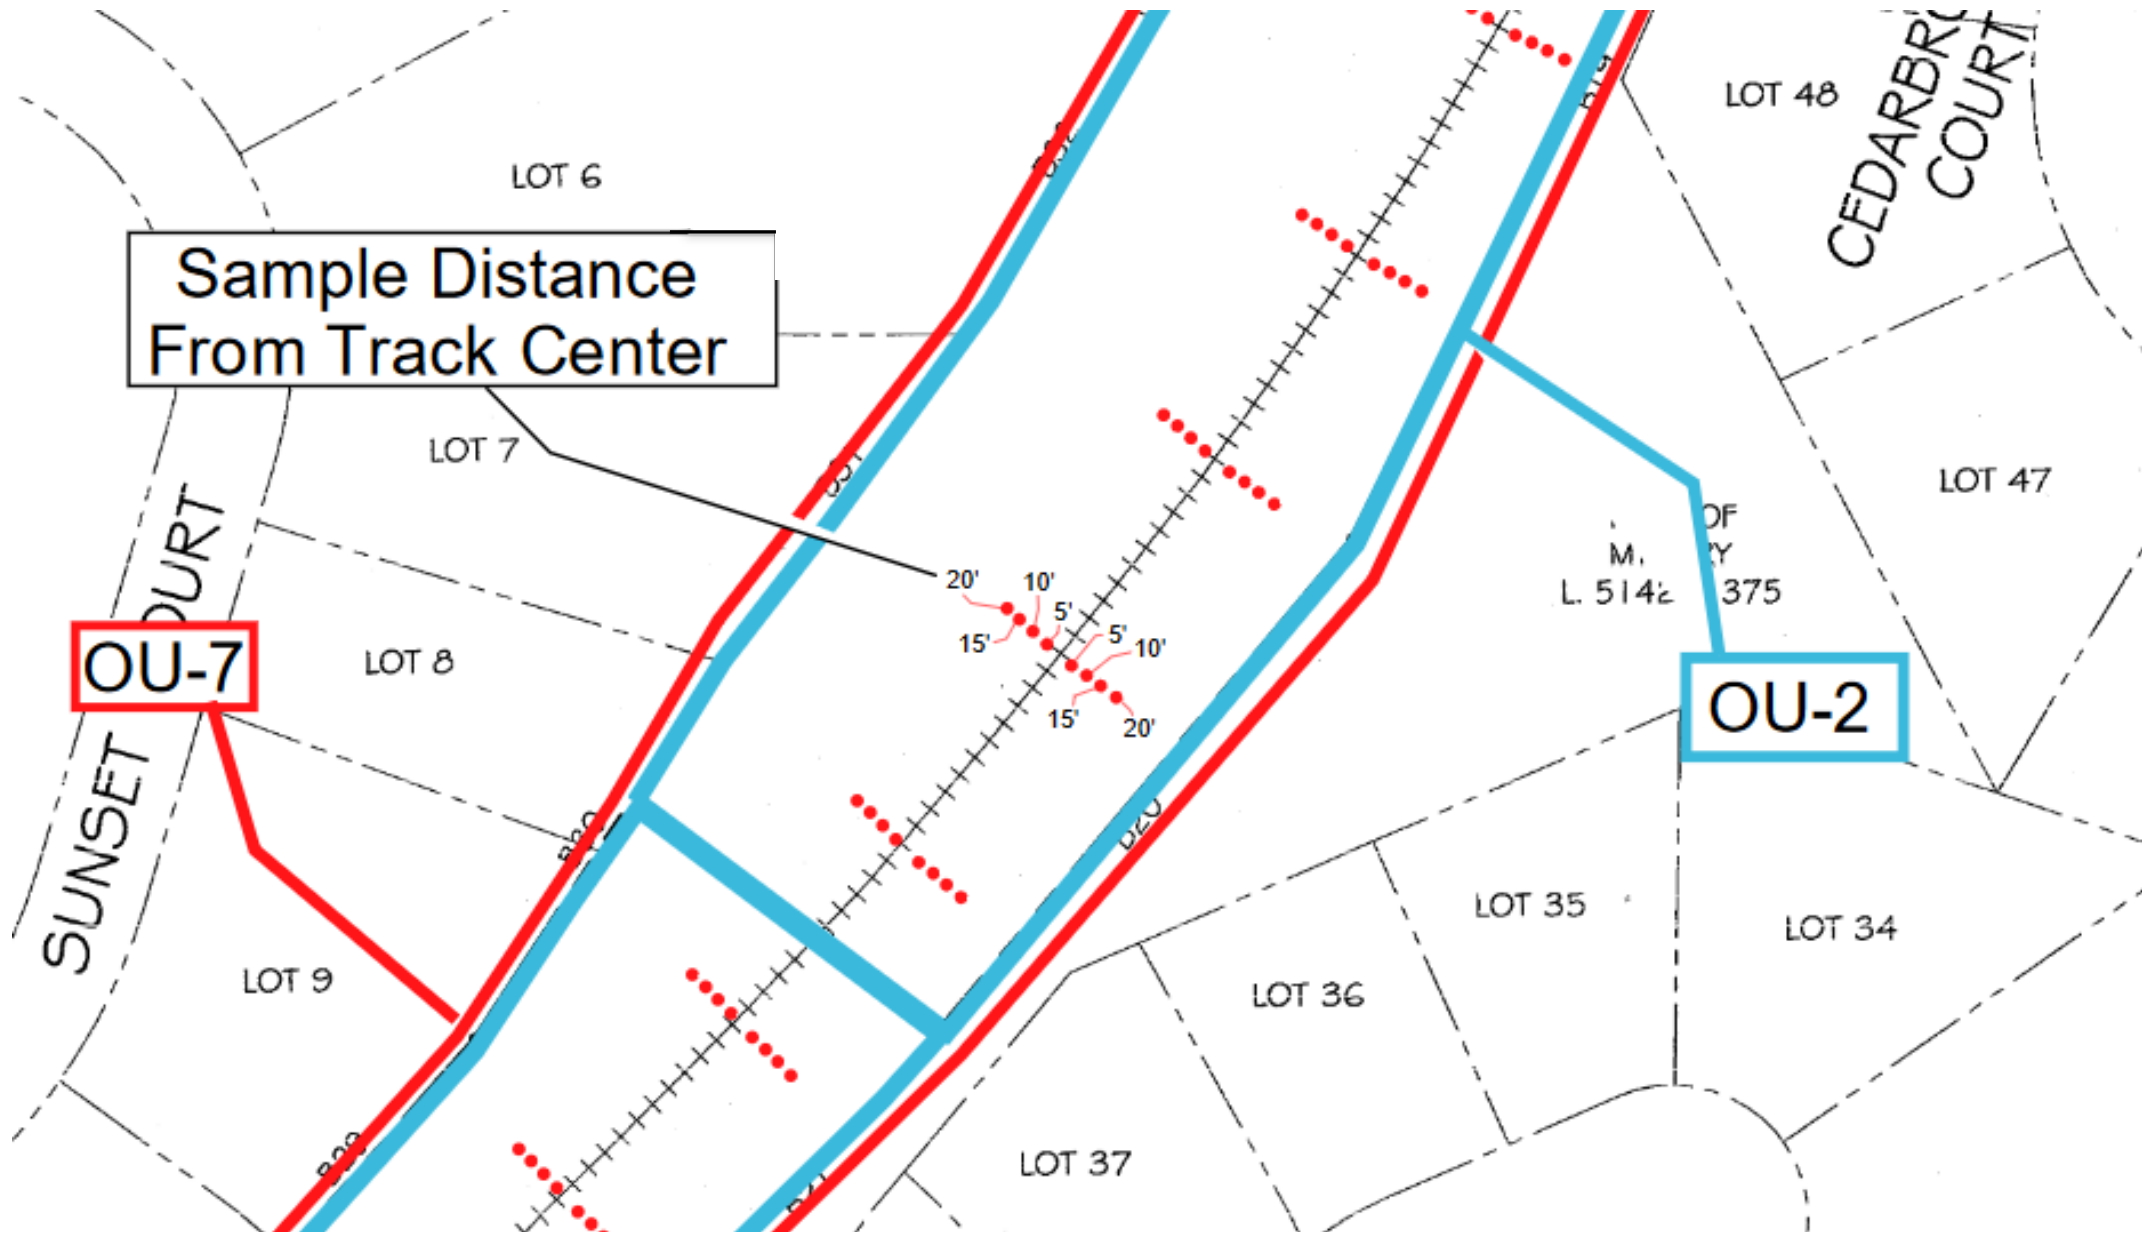 CEDARBRO
COURT
LOT 48
LOT 6
Sample Distance
From Track Center
LOT 7
LOT 47
OF
L. 514
375
20'
10'
5'
15'
5'
10'
15'
20'
OU-7
LOT 8
OU-2
SUNSET
OURT
B20
LOT 35
LOT 34
LOT 9
LOT 36
LOT 37